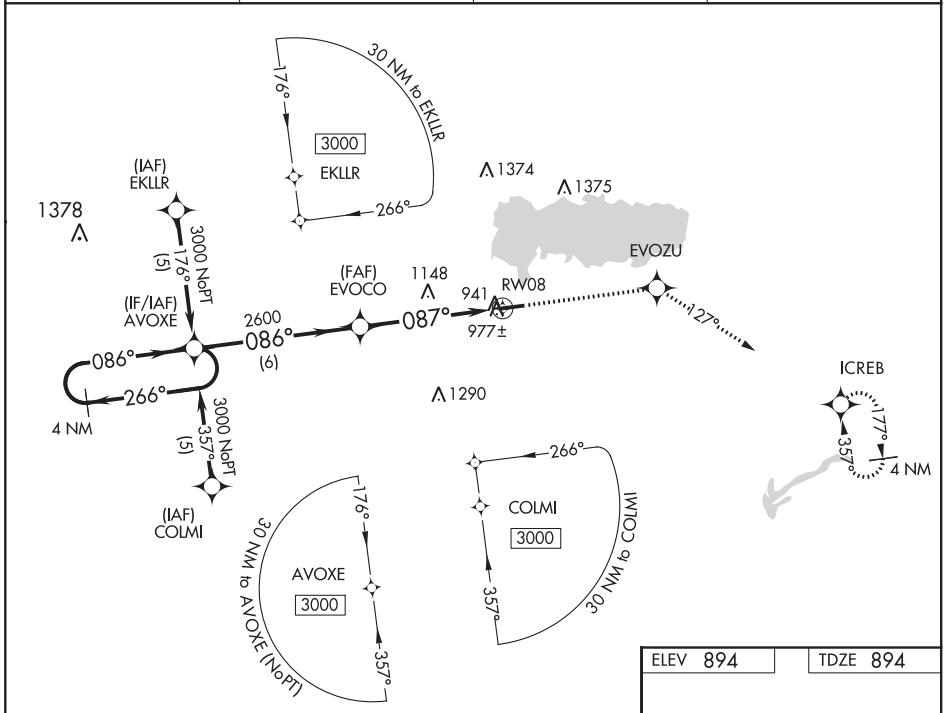 30 NM to EKLLR
176°
3000
EKLLR
266°
1374
1375
(IAF)
EKLLR
1378
3000 NoPT
176°
(5)
(IF/IAF)
AVOXE
086°
266°
4 NM
2600
086°
(6)
(FAF)
EVOCO
1148
087°
941
RW08
977±
EVOZU
127°
1290
ICREB
177°
357°
4 NM
3000 NoPT
357°
(5)
(IAF)
COLMI
176°
AVOXE
3000
357°
30 NM to AVOXE (NoPT)
266°
COLMI
3000
357°
30 NM to COLMI
ELEV 894
TDZE 894